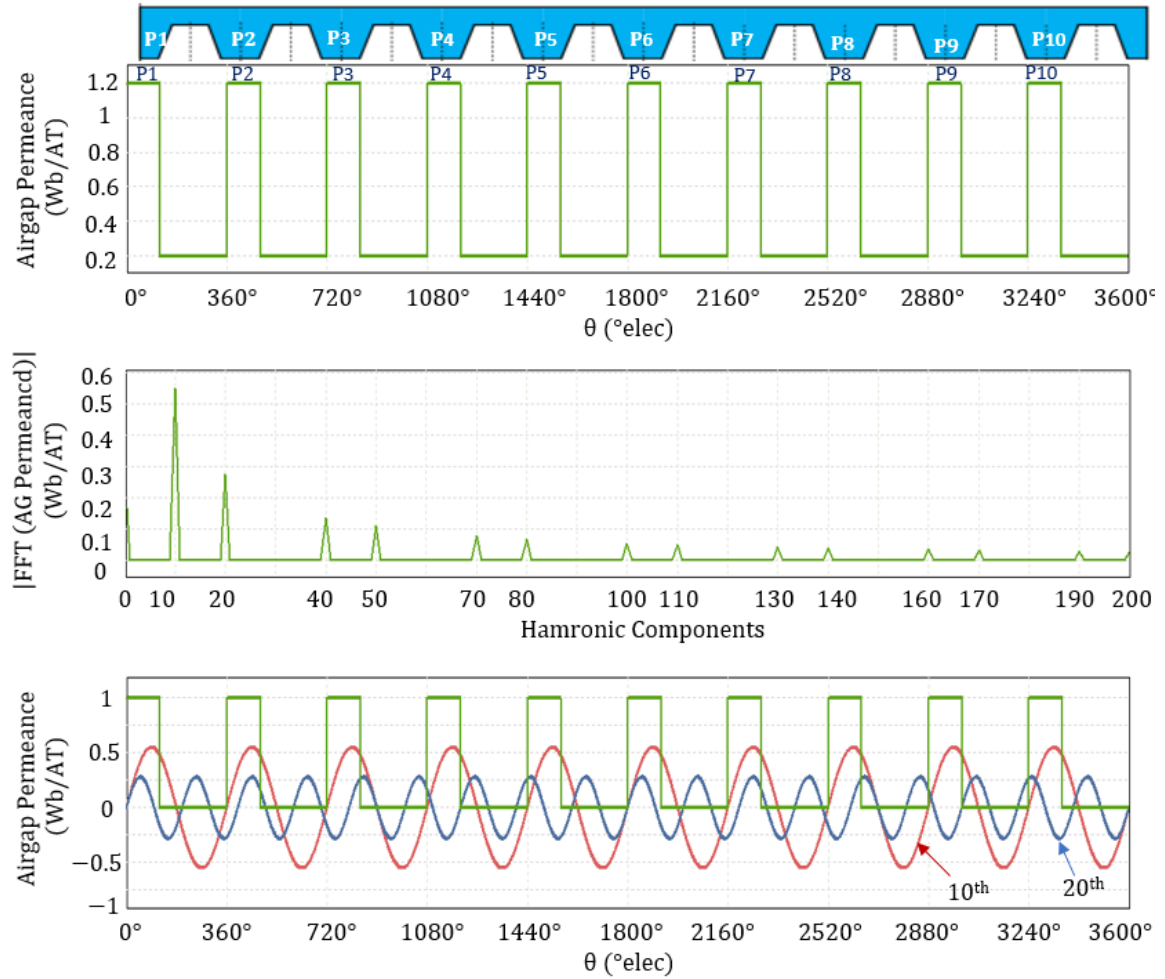 P1 P2 P3 P4 P5 P6 P7 P8 P9 P10
P1 P2 P3 P4 P5 P6 P7 P8 P9 P10
Airgap Permeance
(Wb/AT)
1.2
1
0.8
0.6
0.4
0.2
0° 360° 720° 1080° 1440° 1800° 2160° 2520° 2880° 3240° 3600°
θ (°elec)
|FFT (AG Permeancd)|
(Wb/AT)
0.6
0.5
0.4
0.3
0.2
0.1
0
0 10 20 40 50 70 80 100 110 130 140 160 170 190 200
Hamronic Components
Airgap Permeance
(Wb/AT)
1
0.5
0
−0.5
−1
10th
20th
0° 360° 720° 1080° 1440° 1800° 2160° 2520° 2880° 3240° 3600°
θ (°elec)